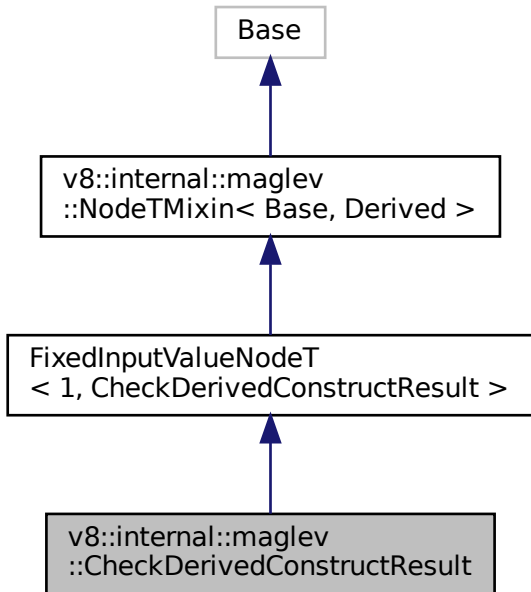 Base
v8::internal::maglev
::NodeTMixin< Base, Derived >
FixedInputValueNodeT
< 1, CheckDerivedConstructResult >
v8::internal::maglev
::CheckDerivedConstructResult